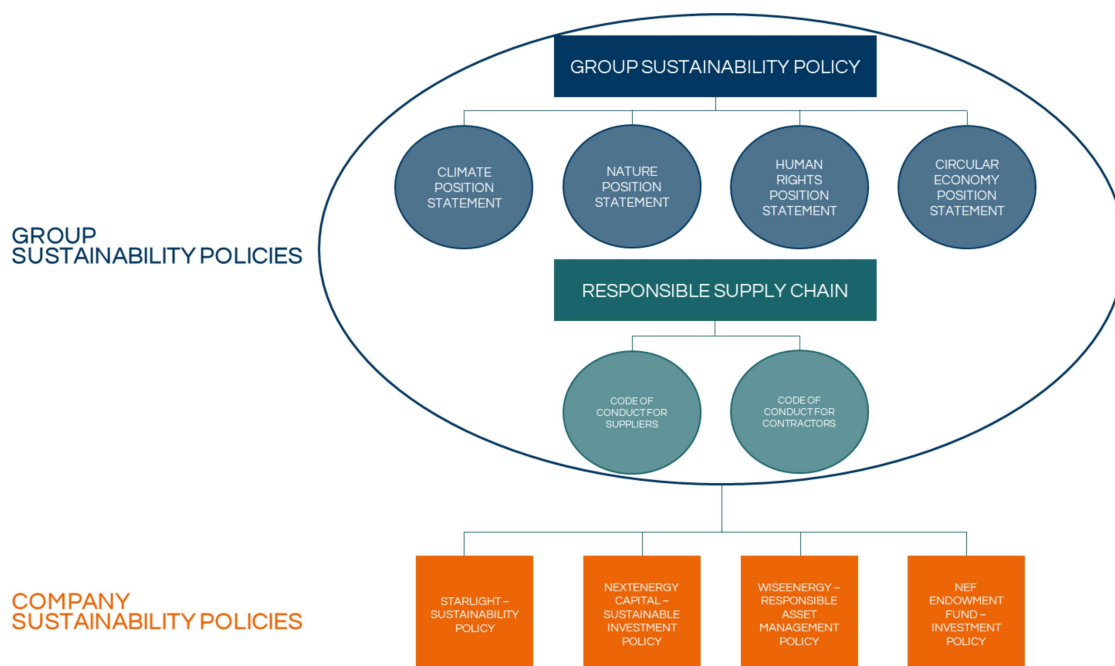 GROUP SUSTAINABILITY POLICY
CLIMATE
POSITION
STATEMENT
NATURE
POSITION
STATEMENT
HUMAN
RIGHTS
POSITION
STATEMENT
CIRCULAR
ECONOMY
POSITION
STATEMENT
GROUP
SUSTAINABILITY POLICIES
RESPONSIBLE SUPPLY CHAIN
CODE OF
CONDUCT FOR
SUPPLIERS
CODE OF
CONDUCT FOR
CONTRACTORS
COMPANY
SUSTAINABILITY POLICIES
STARLIGHT –
SUSTAINABILITY
POLICY
NEXTENERGY
CAPITAL –
SUSTAINABLE
INVESTMENT
POLICY
WISEENERGY –
RESPONSIBLE
ASSET
MANAGEMENT
POLICY
NEF
ENDOWMENT
FUND –
INVESTMENT
POLICY